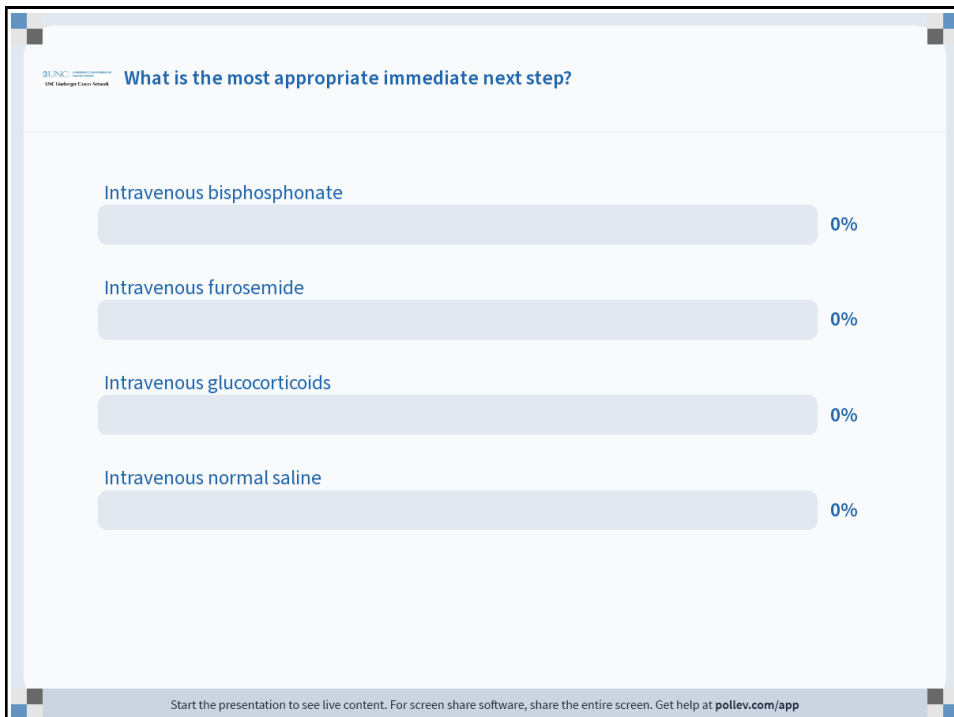 UNC
UNC Lineberger Cancer Network
What is the most appropriate immediate next step?
Intravenous bisphosphonate
0%
Intravenous furosemide
0%
Intravenous glucocorticoids
0%
Intravenous normal saline
0%
Start the presentation to see live content. For screen share software, share the entire screen. Get help at pollev.com/app